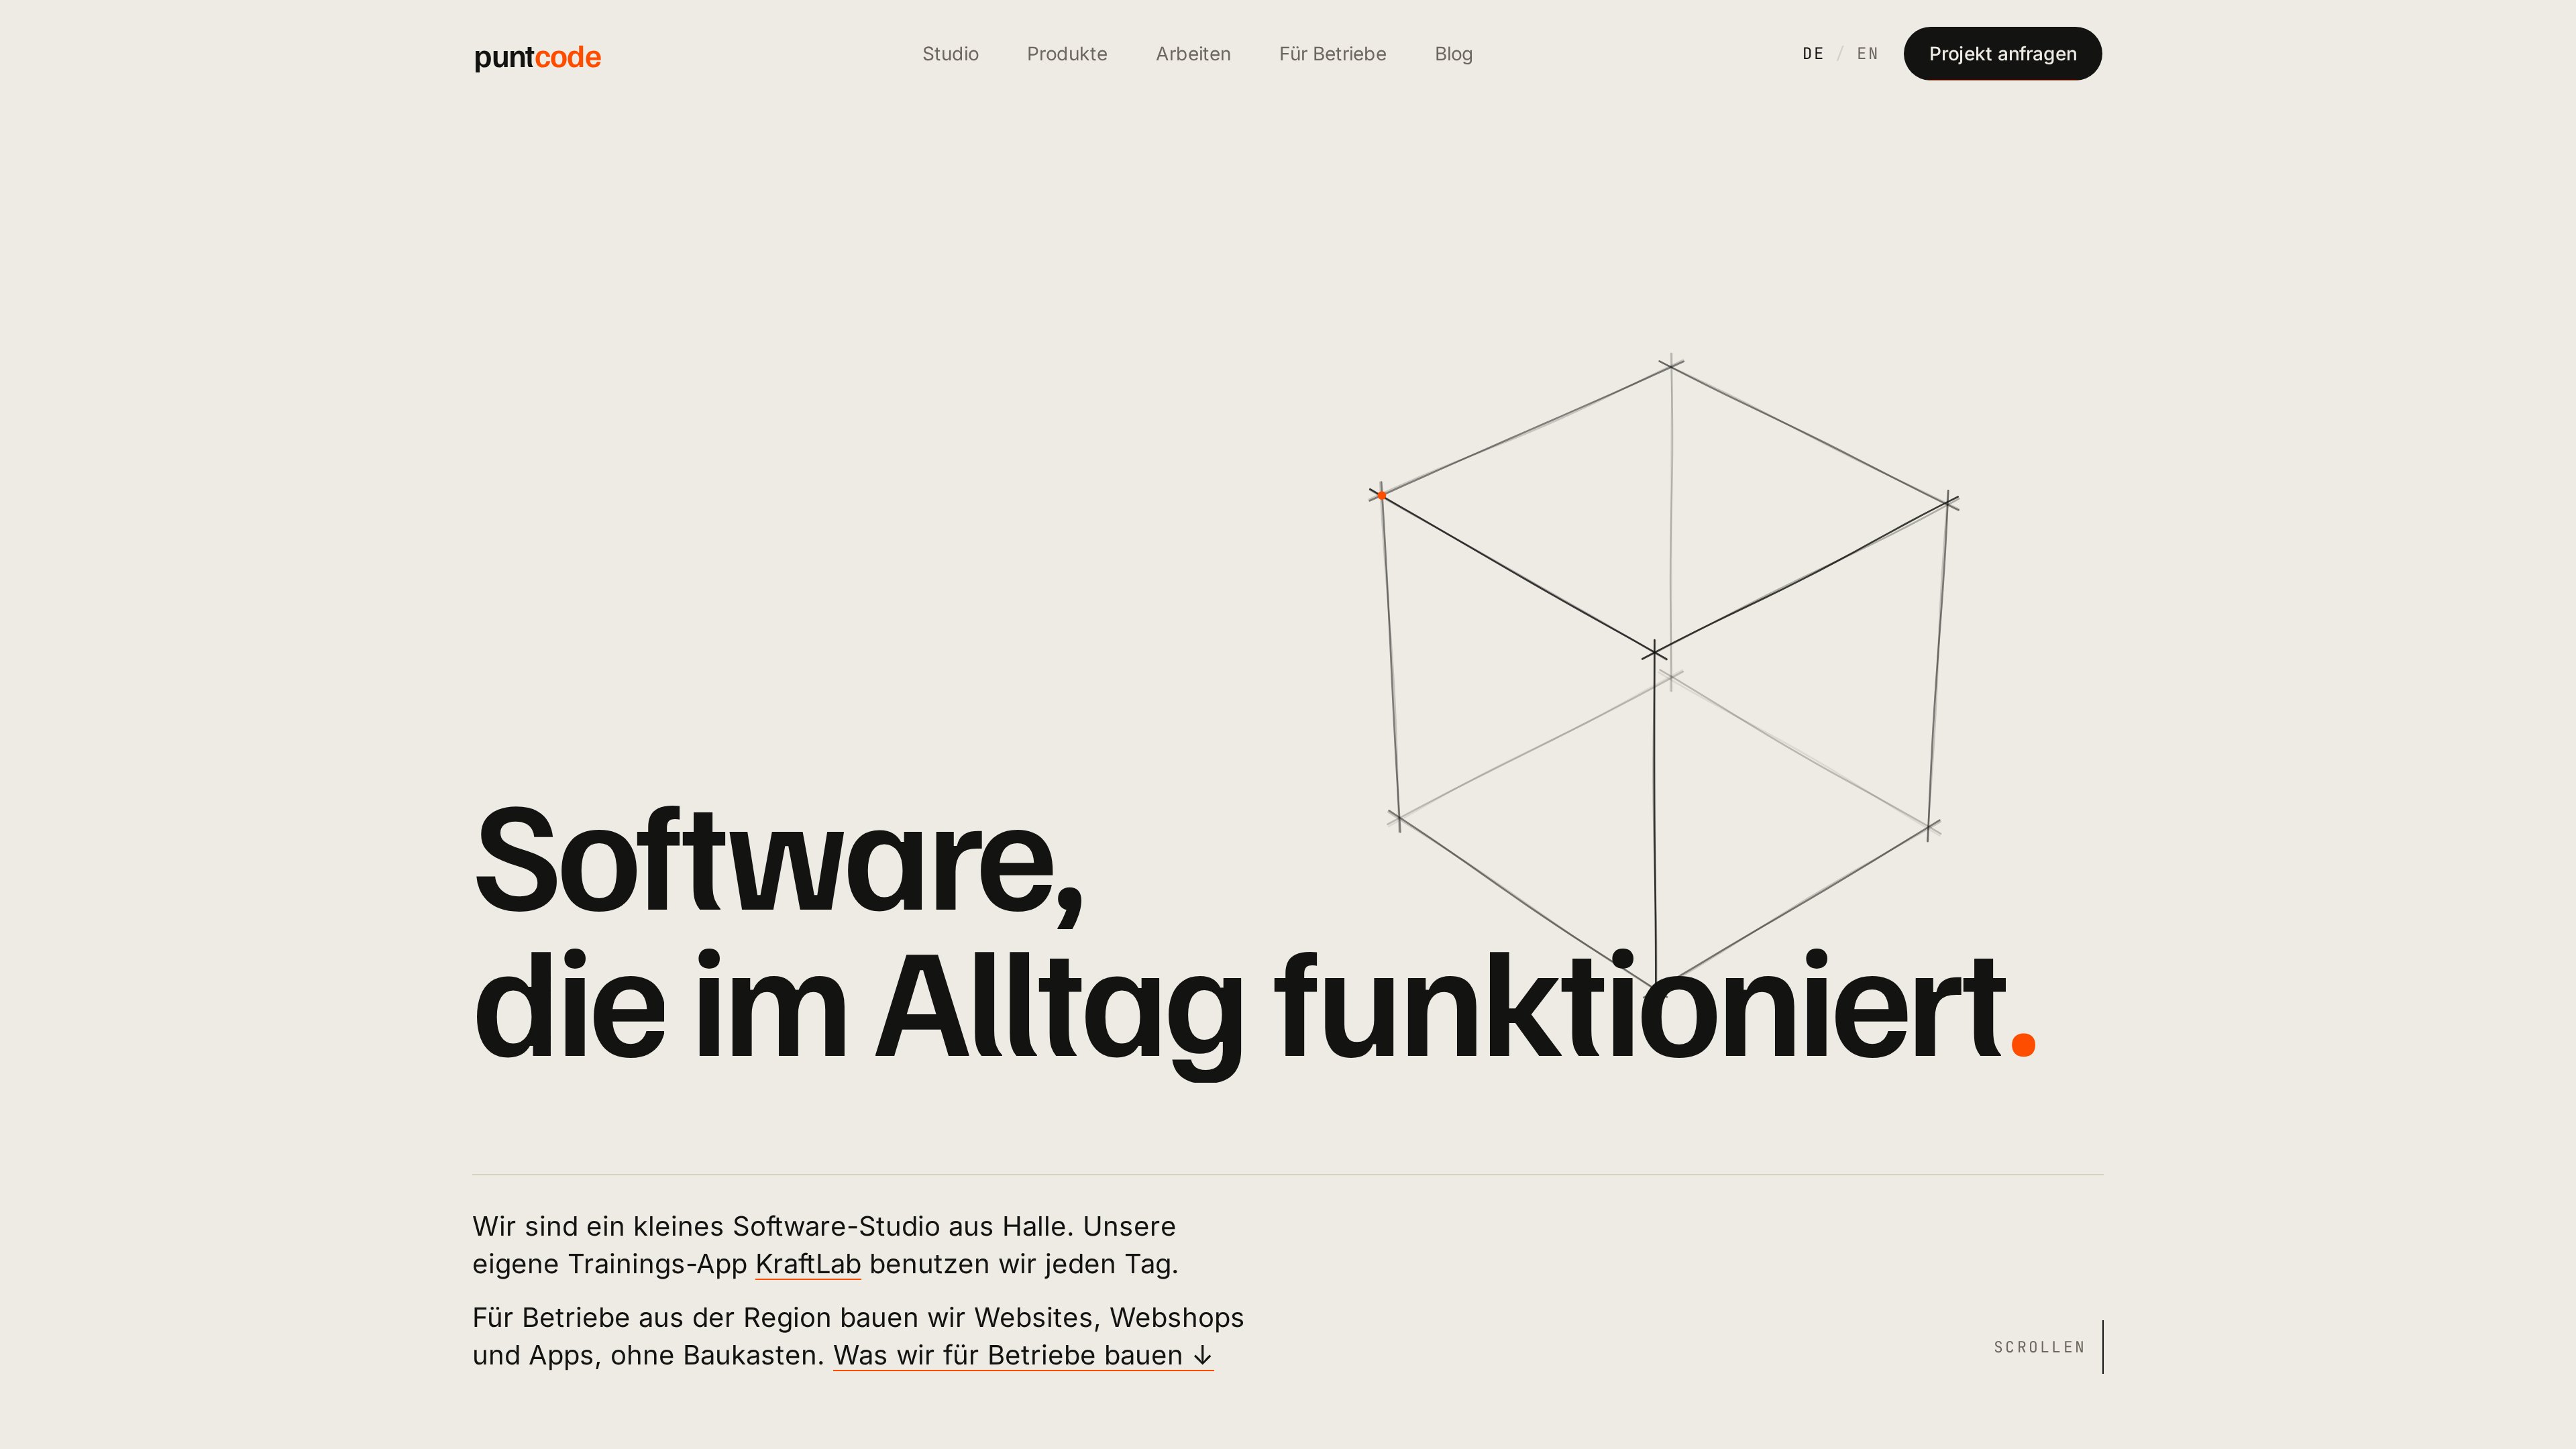 puntcode
Studio
Produkte
Arbeiten
Für Betriebe
Blog
DE / EN
Projekt anfragen
Software,
die im Alltag funktioniert.
Wir sind ein kleines Software-Studio aus Halle. Unsere
eigene Trainings-App KraftLab benutzen wir jeden Tag.
Für Betriebe aus der Region bauen wir Websites, Webshops
und Apps, ohne Baukasten. Was wir für Betriebe bauen ↓
SCROLLEN